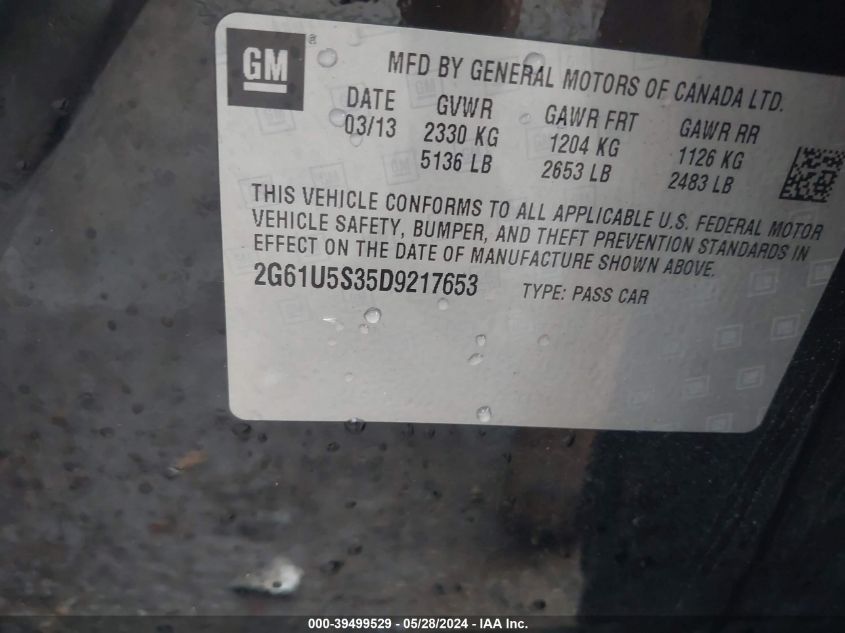 GM
MFD BY GENERAL MOTORS OF CANADA LTD.
DATE GVWR GAWR FRT GAWR RR
03/13 2330 KG 1204 KG 1126 KG
5136 LB 2653 LB 2483 LB
THIS VEHICLE CONFORMS TO ALL APPLICABLE U.S. FEDERAL MOTOR
VEHICLE SAFETY, BUMPER, AND THEFT PREVENTION STANDARDS IN
EFFECT ON THE DATE OF MANUFACTURE SHOWN ABOVE.
2G61U5S35D9217653 TYPE: PASS CAR
000-39499529 - 05/28/2024 - IAA Inc.